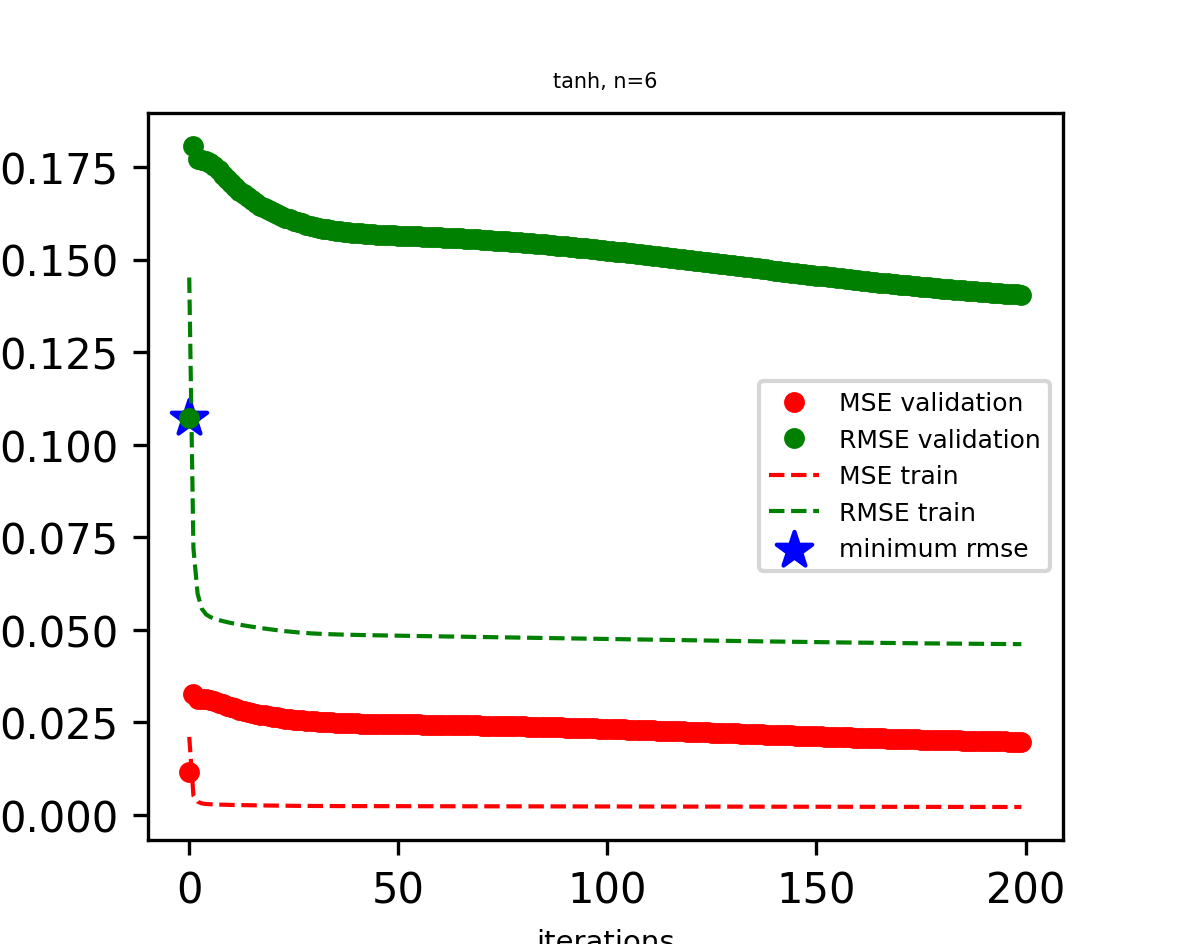 tanh, n=6
0.175
0.150
0.125
0.100
0.075
0.050
0.025
0.000
MSE validation
RMSE validation
MSE train
RMSE train
minimum rmse
0 50 100 150 200
iterations